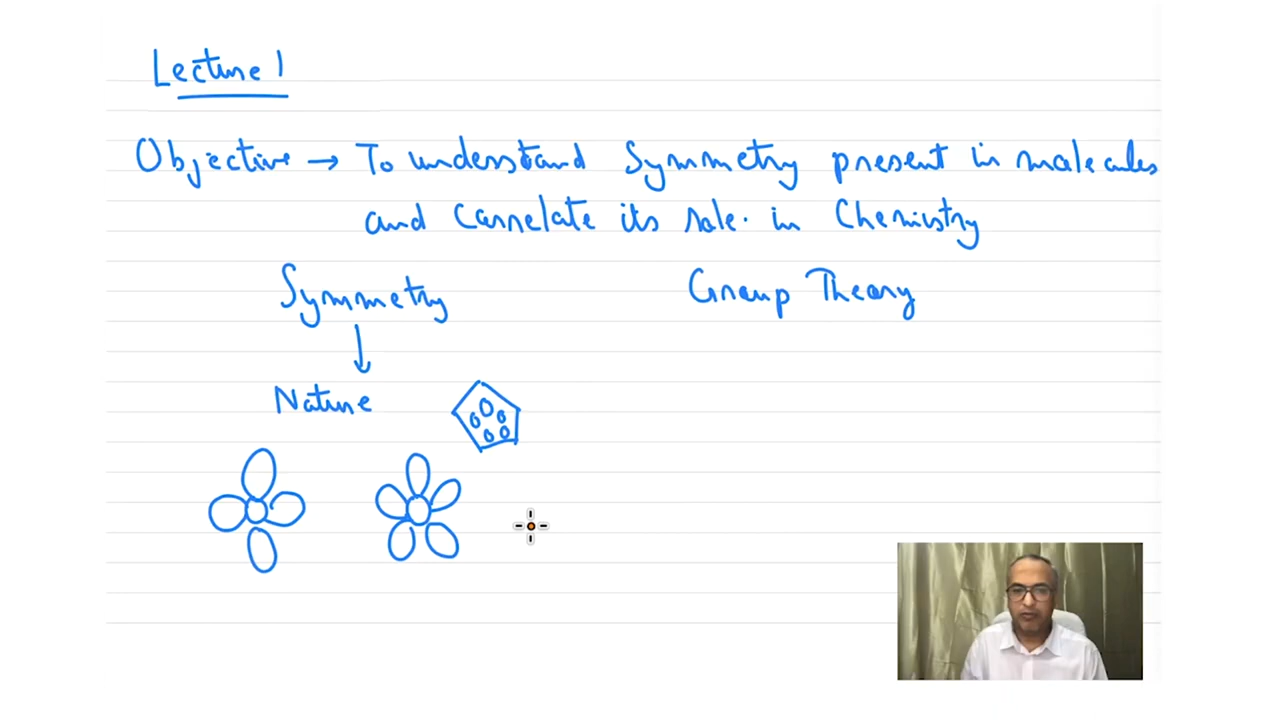 Lecture 1
Objective → To understand Symmetry present in molecules
and correlate its role. in Chemistry
Symmetry
Group Theory
Nature